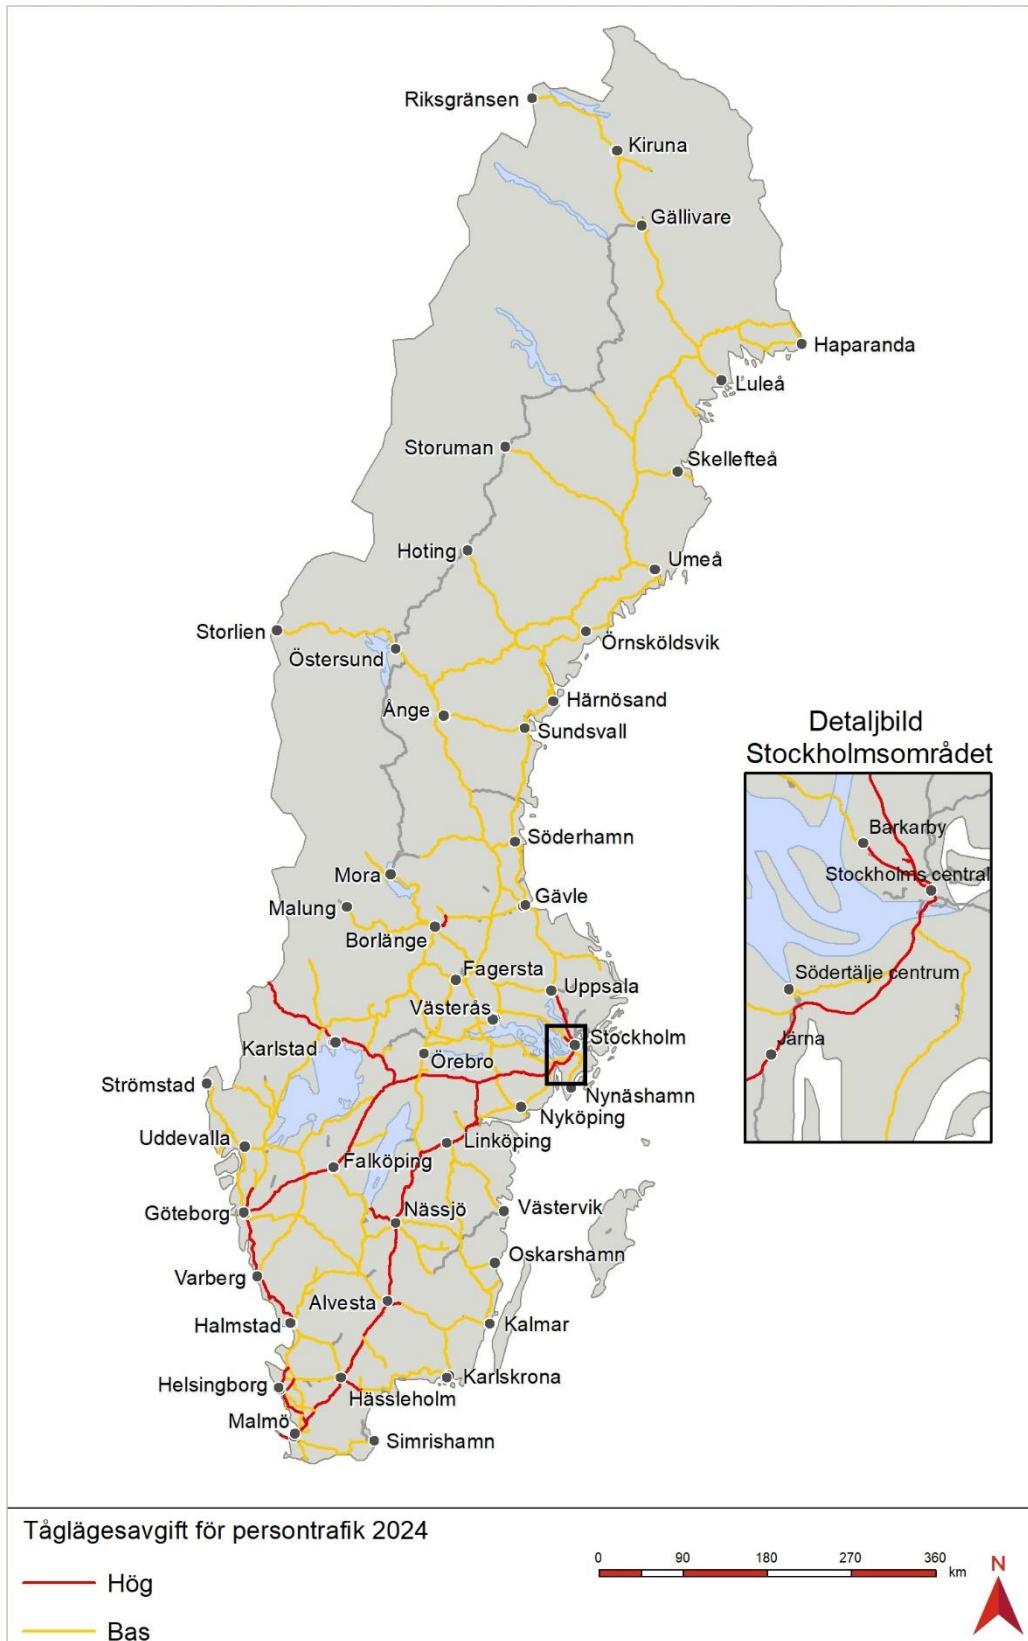 Riksgränsen
Kiruna
Gällivare
Haparanda
Luleå
Storuman
Skellefteå
Hoting
Umeå
Storlien
Östersund
Örnsköldsvik
Härnösand
Ånge
Sundsvall
Detaljbild
Stockholmsområdet
Barkarby
Stockholms central
Södertälje centrum
Järna
Söderhamn
Mora
Malung
Gävle
Borlänge
Fagersta
Uppsala
Västerås
Stockholm
Karlstad
Örebro
Strömstad
Nynäshamn
Nyköping
Uddevalla
Linköping
Falköping
Göteborg
Nässjö
Västervik
Oskarshamn
Varberg
Alvesta
Halmstad
Kalmar
Helsingborg
Hässleholm
Karlskrona
Malmö
Simrishamn
Tåglägesavgift för persontrafik 2024
Hög
Bas
0 90 180 270 360
km
N